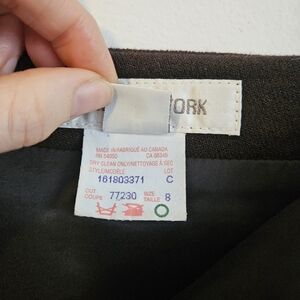 YORK
MADE IN/FABRIQUÉ AU CANADA
RN 54050 CA 66345
DRY CLEAN ONLY/NETTOYAGE À SEC
STYLE/MODÈLE LOT
161803371 C
CUT COUPE 77230 SIZE TAILLE 8